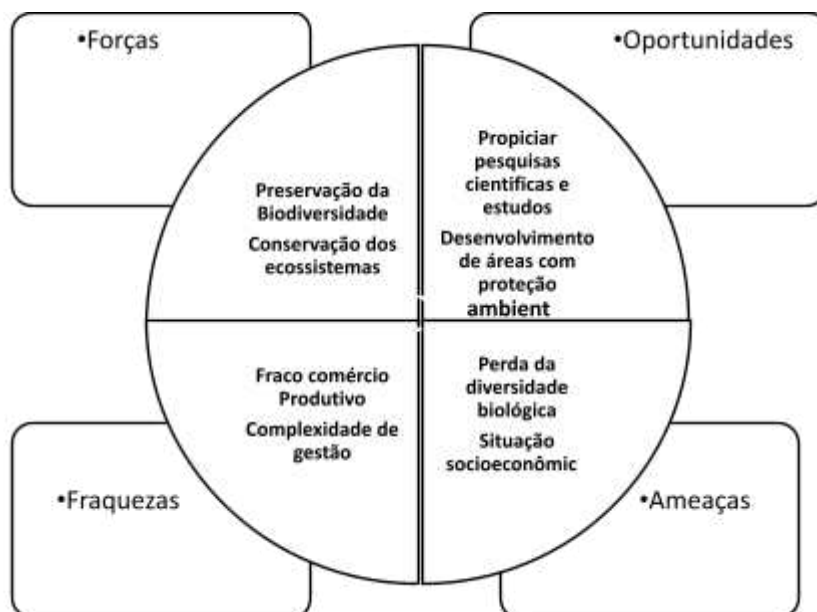 •Forças
•Oportunidades
Preservação da
Biodiversidade
Conservação dos
ecossistemas
Propiciar
pesquisas
cientificas e
estudos
Desenvolvimento
de áreas com
proteção
ambient
Fraco comércio
Produtivo
Complexidade de
gestão
Perda da
diversidade
biológica
Situação
socioeconômic
•Fraquezas
•Ameaças